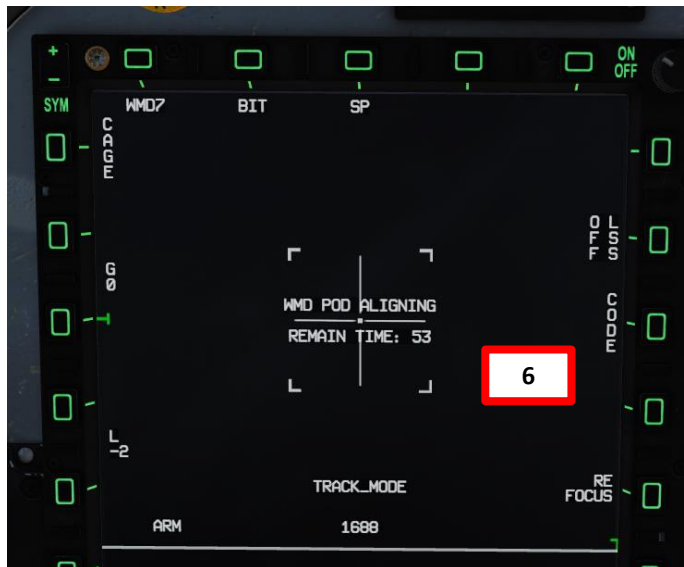 +
-
ON
OFF
SYM
WMD7 BIT SP
CAGE
LSS
OFF
G0
CODE
WMD POD ALIGNING
REMAIN TIME: 53
6
L
-2
TRACK_MODE
RE
FOCUS
ARM 1688